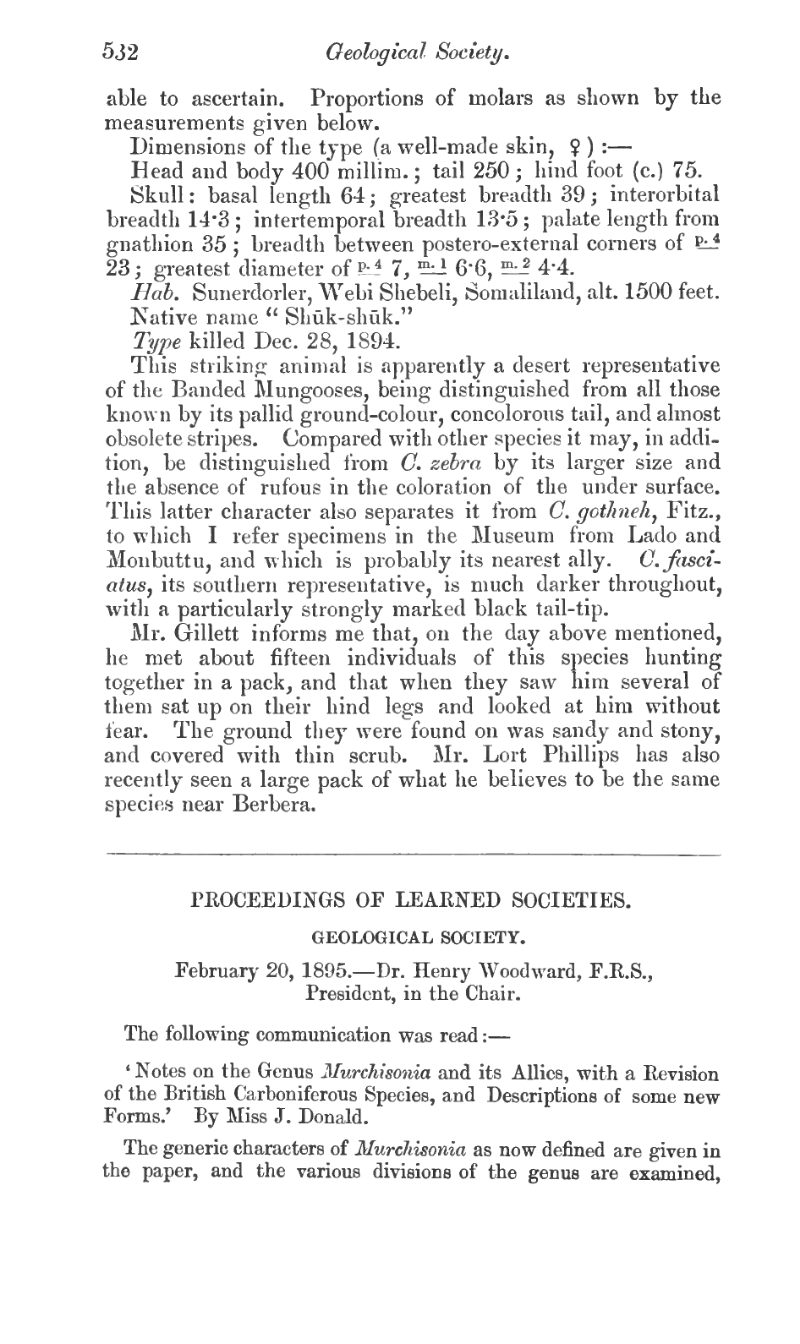 532 Geological Society.
able to ascertain. Proportions of molars as shown by the
measurements given below.
Dimensions of the type (a well-made skin, ♀) :—
Head and body 400 millim.; tail 250; hind foot (c.) 75.
Skull: basal length 64; greatest breadth 39; interorbital
breadth 14·3; intertemporal breadth 13·5; palate length from
gnathion 35; breadth between postero-external corners of p. 4
23; greatest diameter of p. 4 7, m. 1 6·6, m. 2 4·4.
Hab. Sunerdorler, Webi Shebeli, Somaliland, alt. 1500 feet.
Native name “ Shūk-shūk.”
Type killed Dec. 28, 1894.
This striking animal is apparently a desert representative
of the Banded Mungooses, being distinguished from all those
known by its pallid ground-colour, concolorous tail, and almost
obsolete stripes. Compared with other species it may, in addi-
tion, be distinguished from C. zebra by its larger size and
the absence of rufous in the coloration of the under surface.
This latter character also separates it from C. gothneh, Fitz.,
to which I refer specimens in the Museum from Lado and
Monbuttu, and which is probably its nearest ally. C. fasci-
atus, its southern representative, is much darker throughout,
with a particularly strongly marked black tail-tip.
Mr. Gillett informs me that, on the day above mentioned,
he met about fifteen individuals of this species hunting
together in a pack, and that when they saw him several of
them sat up on their hind legs and looked at him without
fear. The ground they were found on was sandy and stony,
and covered with thin scrub. Mr. Lort Phillips has also
recently seen a large pack of what he believes to be the same
species near Berbera.
PROCEEDINGS OF LEARNED SOCIETIES.
GEOLOGICAL SOCIETY.
February 20, 1895.—Dr. Henry Woodward, F.R.S.,
President, in the Chair.
The following communication was read :—
‘ Notes on the Genus Murchisonia and its Allies, with a Revision
of the British Carboniferous Species, and Descriptions of some new
Forms.’ By Miss J. Donald.
The generic characters of Murchisonia as now defined are given in
the paper, and the various divisions of the genus are examined,